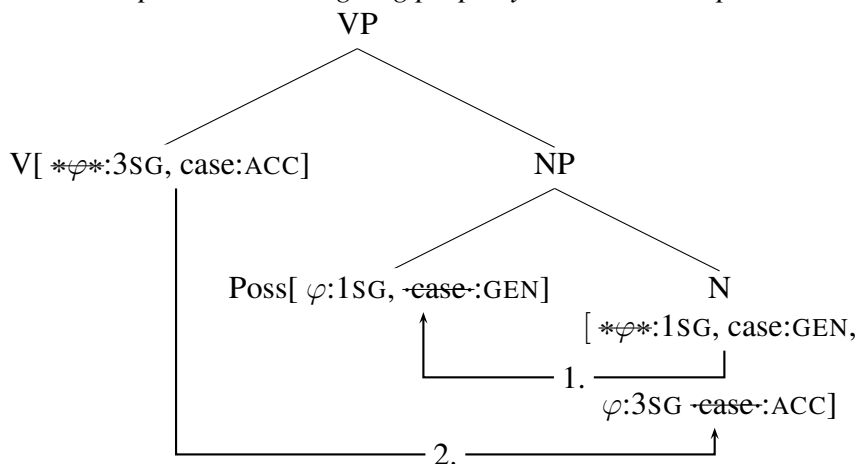 VP
V[ *φ*:3SG, case:ACC]
NP
Poss[ φ:1SG, ·case·:GEN]
N
[ *φ*:1SG, case:GEN,
1.
φ:3SG ·case·:ACC]
2.